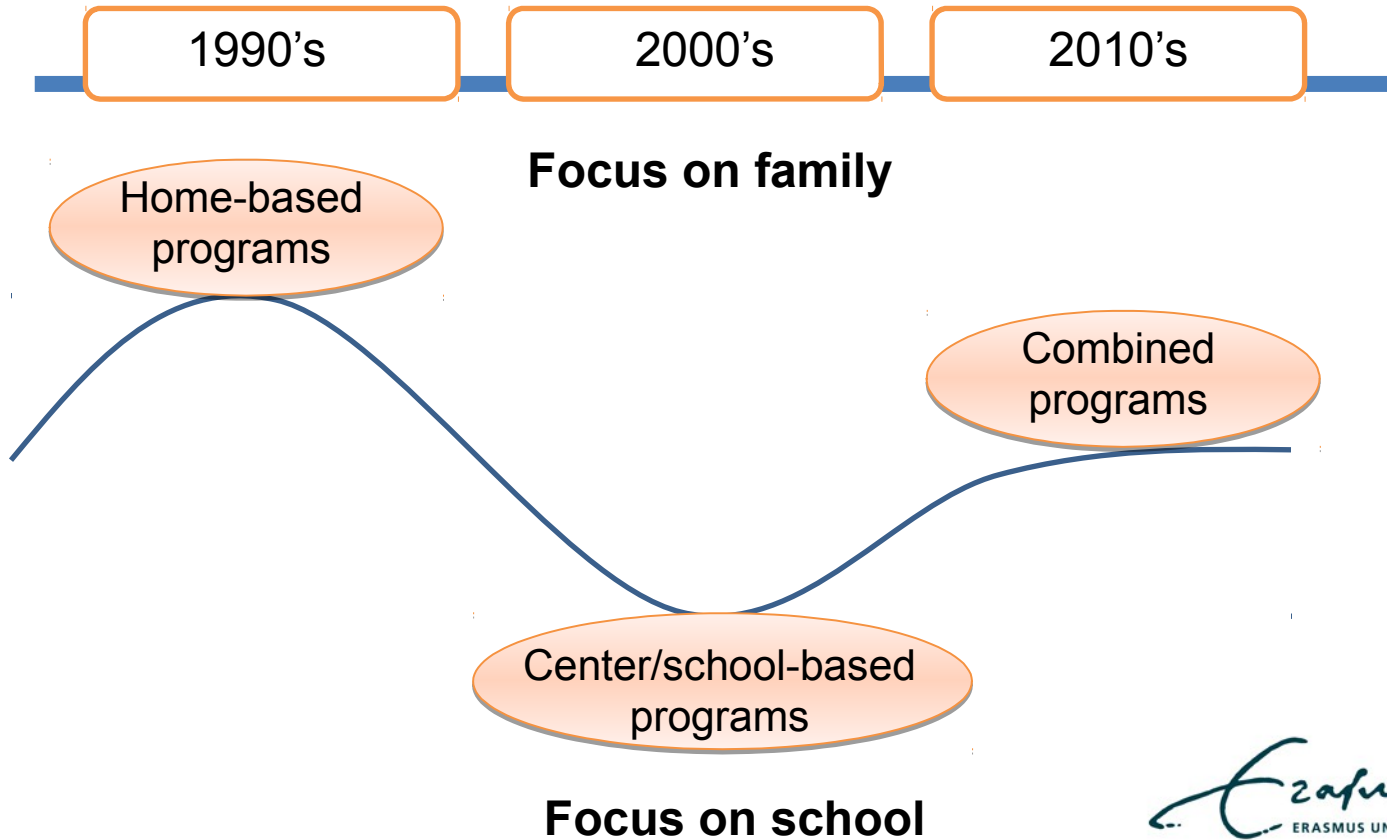 1990’s
2000’s
2010’s
Focus on family
Home-based
programs
Combined
programs
Center/school-based
programs
Focus on school
ERASMUS